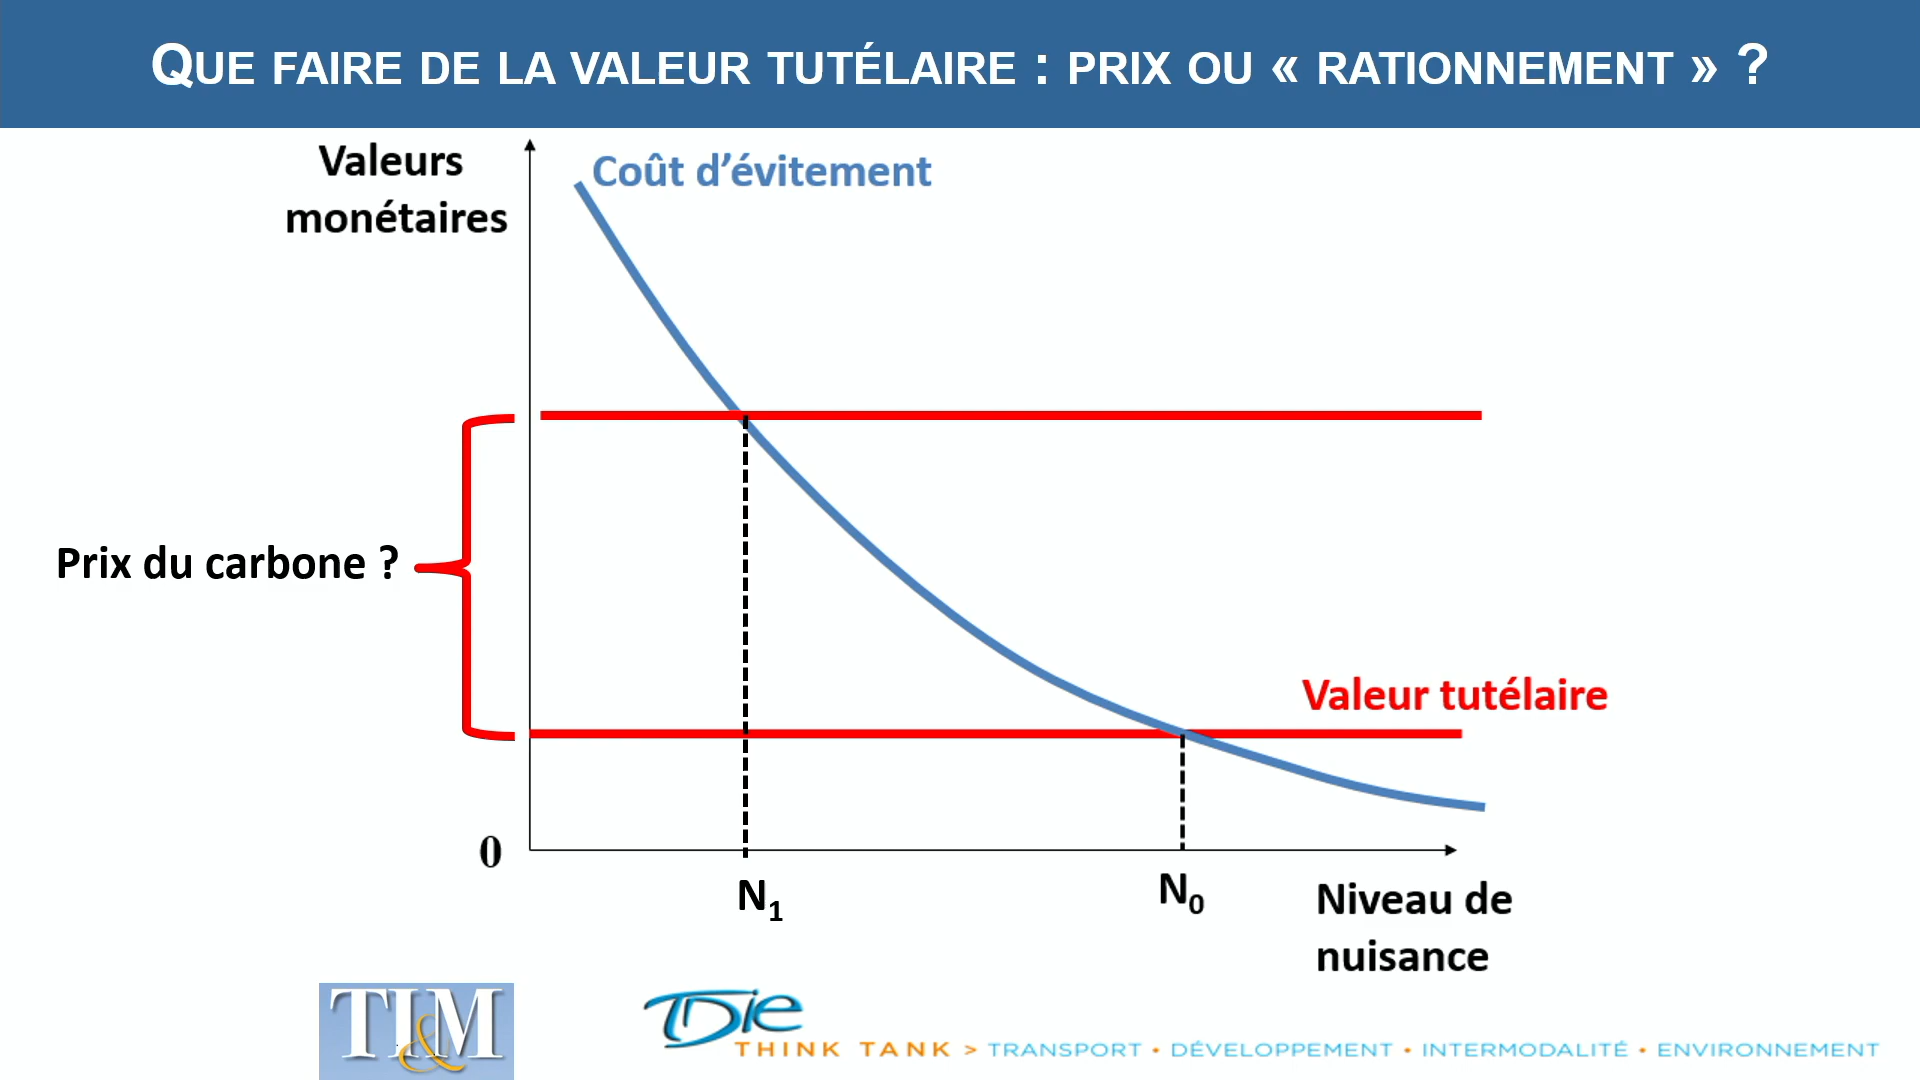 QUE FAIRE DE LA VALEUR TUTÉLAIRE : PRIX OU « RATIONNEMENT » ?
Valeurs
monétaires
Coût d’évitement
Prix du carbone ?
Valeur tutélaire
0
N1
N0
Niveau de
nuisance
TI&M
TDie
THINK TANK > TRANSPORT • DÉVELOPPEMENT • INTERMODALITÉ • ENVIRONNEMENT